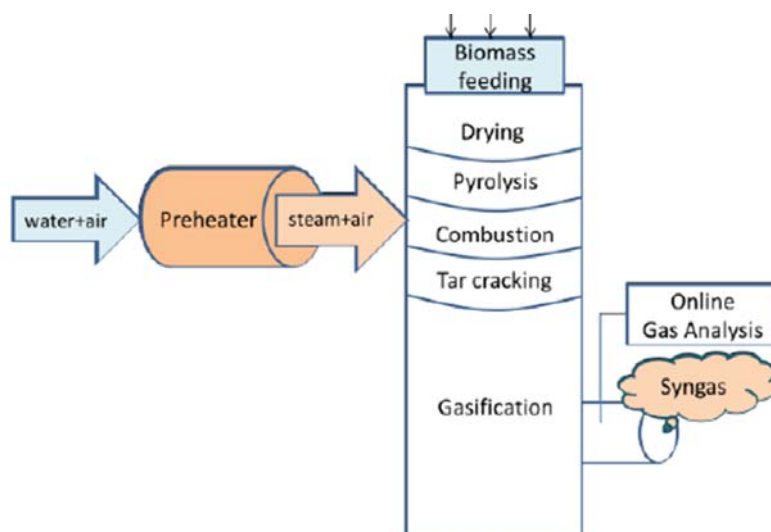 Biomass
feeding
Drying
Pyrolysis
Combustion
Tar cracking
Gasification
water+air
Preheater
steam+air
Online
Gas Analysis
Syngas